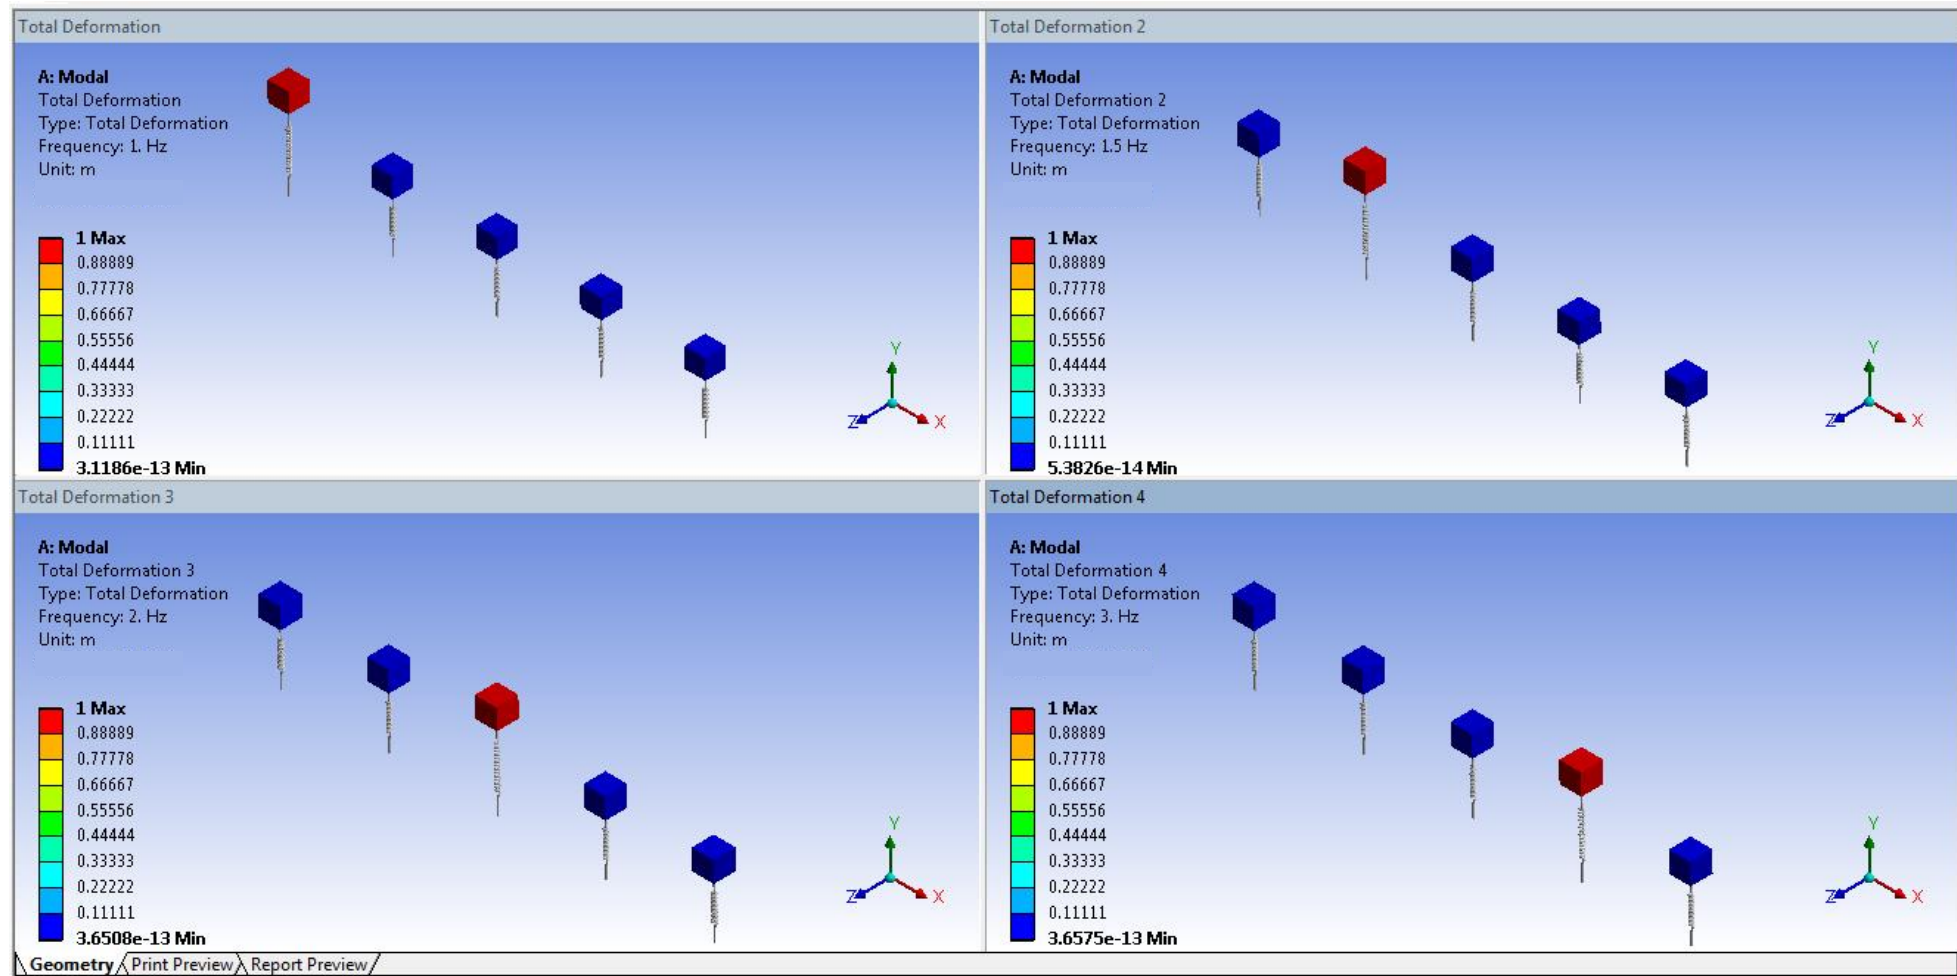 Total Deformation
A: Modal
Total Deformation
Type: Total Deformation
Frequency: 1. Hz
Unit: m
1 Max
0.88889
0.77778
0.66667
0.55556
0.44444
0.33333
0.22222
0.11111
3.1186e-13 Min
Y
Z
X
Total Deformation 2
A: Modal
Total Deformation 2
Type: Total Deformation
Frequency: 1.5 Hz
Unit: m
1 Max
0.88889
0.77778
0.66667
0.55556
0.44444
0.33333
0.22222
0.11111
5.3826e-14 Min
Y
Z
X
Total Deformation 3
A: Modal
Total Deformation 3
Type: Total Deformation
Frequency: 2. Hz
Unit: m
1 Max
0.88889
0.77778
0.66667
0.55556
0.44444
0.33333
0.22222
0.11111
3.6508e-13 Min
Y
Z
X
Total Deformation 4
A: Modal
Total Deformation 4
Type: Total Deformation
Frequency: 3. Hz
Unit: m
1 Max
0.88889
0.77778
0.66667
0.55556
0.44444
0.33333
0.22222
0.11111
3.6575e-13 Min
Y
Z
X
Geometry Print Preview Report Preview